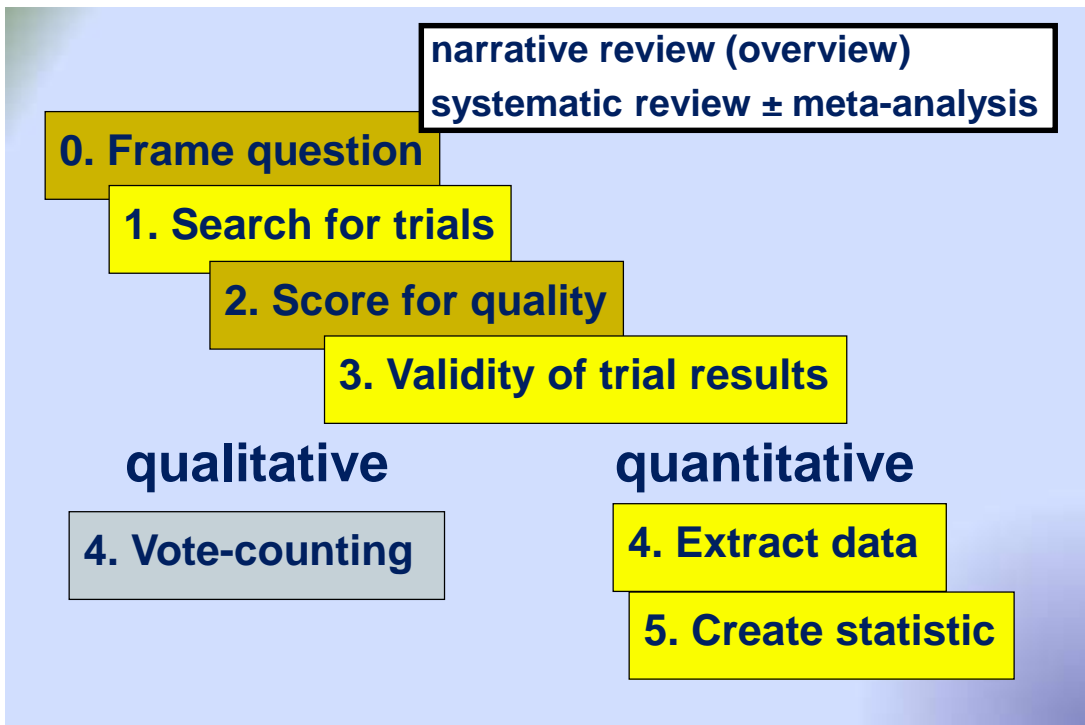 narrative review (overview)
systematic review ± meta-analysis
0. Frame question
1. Search for trials
2. Score for quality
3. Validity of trial results
qualitative
quantitative
4. Vote-counting
4. Extract data
5. Create statistic